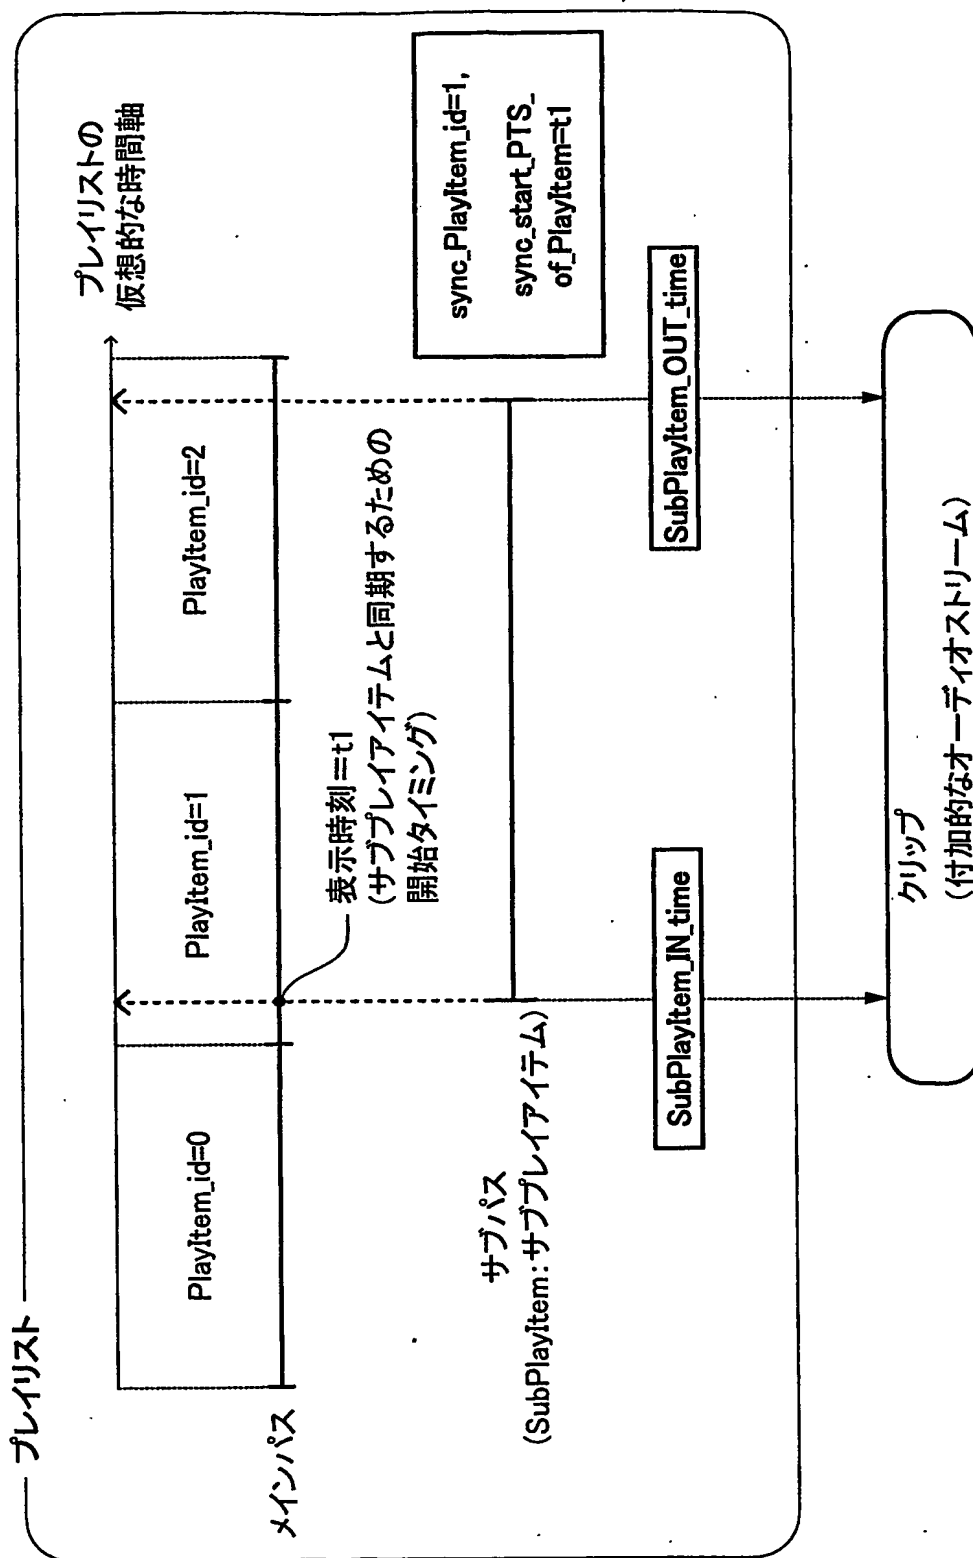 プレイリスト
プレイリストの
仮想的な時間軸
PlayItem_id=0
PlayItem_id=1
PlayItem_id=2
メインパス
表示時刻=t1
(サブプレイアイテムと同期するための
開始タイミング)
sync_PlayItem_id=1,
sync_start_PTS_
of_PlayItem=t1
サブパス
(SubPlayItem:サブプレイアイテム)
SubPlayItem_IN_time
SubPlayItem_OUT_time
クリップ
(付加的なオーディオストリーム)